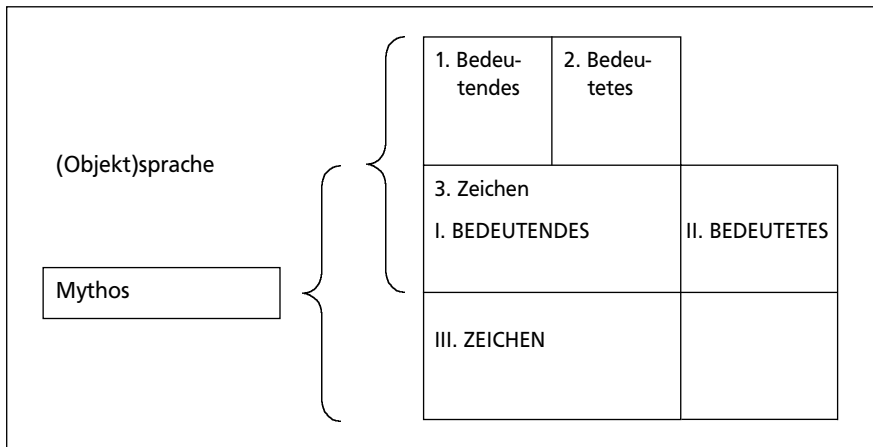 1. Bedeu-
tendes
2. Bedeu-
tetes
(Objekt)sprache
3. Zeichen
I. BEDEUTENDES
II. BEDEUTETES
Mythos
III. ZEICHEN